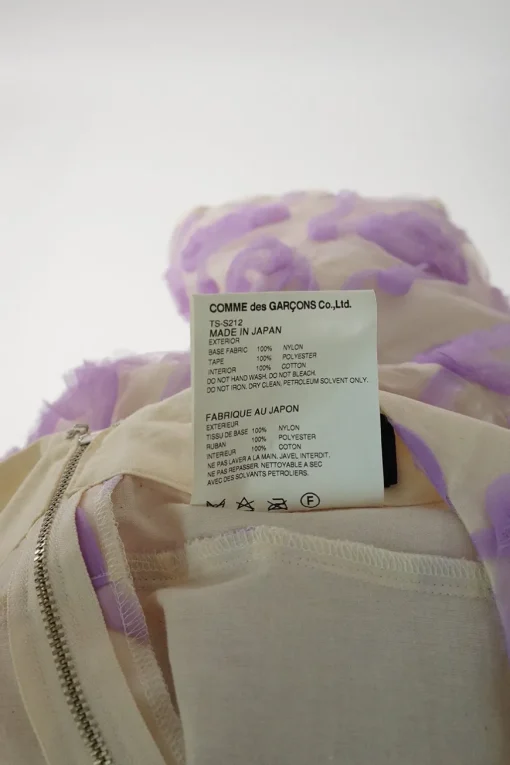 COMME des GARÇONS Co.,Ltd.
TS-S212
MADE IN JAPAN
EXTERIOR
BASE FABRIC 100% NYLON
TAPE 100% POLYESTER
INTERIOR 100% COTTON
DO NOT HAND WASH, DO NOT BLEACH.
DO NOT IRON, DRY CLEAN, PETROLEUM SOLVENT ONLY.
FABRIQUE AU JAPON
EXTERIEUR
TISSU DE BASE 100% NYLON
RUBAN 100% POLYESTER
INTERIEUR 100% COTON
NE PAS LAVER A LA MAIN, JAVEL INTERDIT.
NE PAS REPASSER, NETTOYABLE A SEC
AVEC DES SOLVANTS PETROLIERS.
F